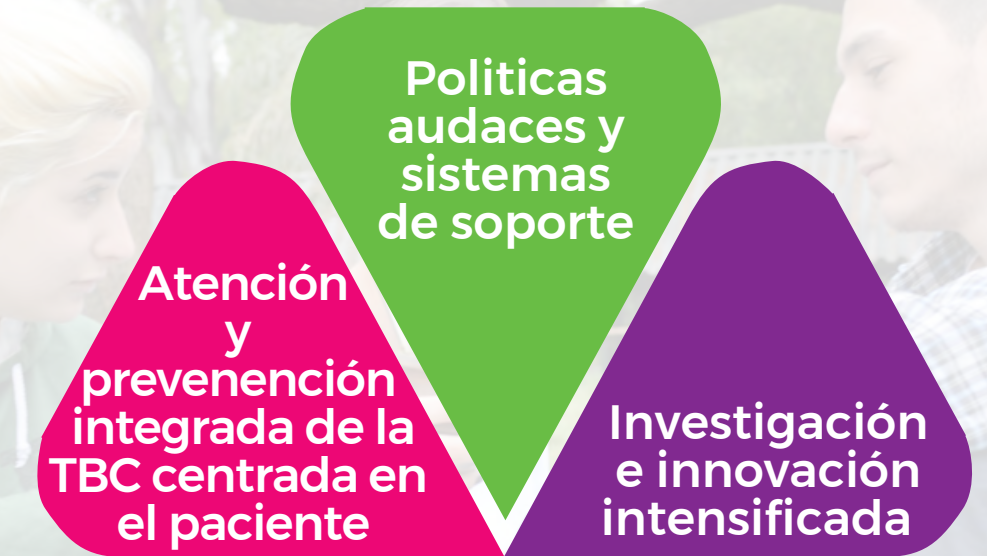 Politicas
audaces y
sistemas
de soporte
Atención
y
prevenención
integrada de la
TBC centrada en
el paciente
Investigación
e innovación
intensificada